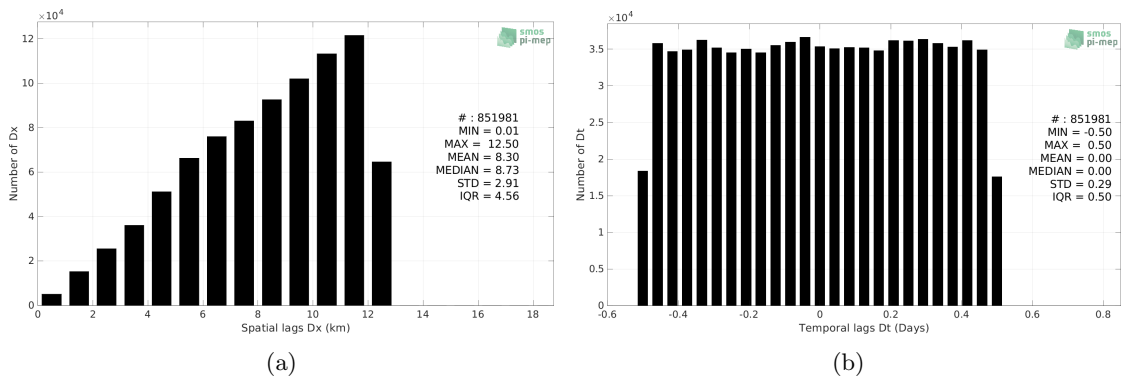 ×10⁴
12
10
8
6
4
2
0
Number of Dx
0 2 4 6 8 10 12 14 16 18
Spatial lags Dx (km)
smos
pi-mep
# : 851981
MIN = 0.01
MAX = 12.50
MEAN = 8.30
MEDIAN = 8.73
STD = 2.91
IQR = 4.56
(a)
×10⁴
3.5
3
2.5
2
1.5
1
0.5
0
Number of Dt
-0.6 -0.4 -0.2 0 0.2 0.4 0.6 0.8
Temporal lags Dt (Days)
smos
pi-mep
# : 851981
MIN = -0.50
MAX = 0.50
MEAN = 0.00
MEDIAN = 0.00
STD = 0.29
IQR = 0.50
(b)